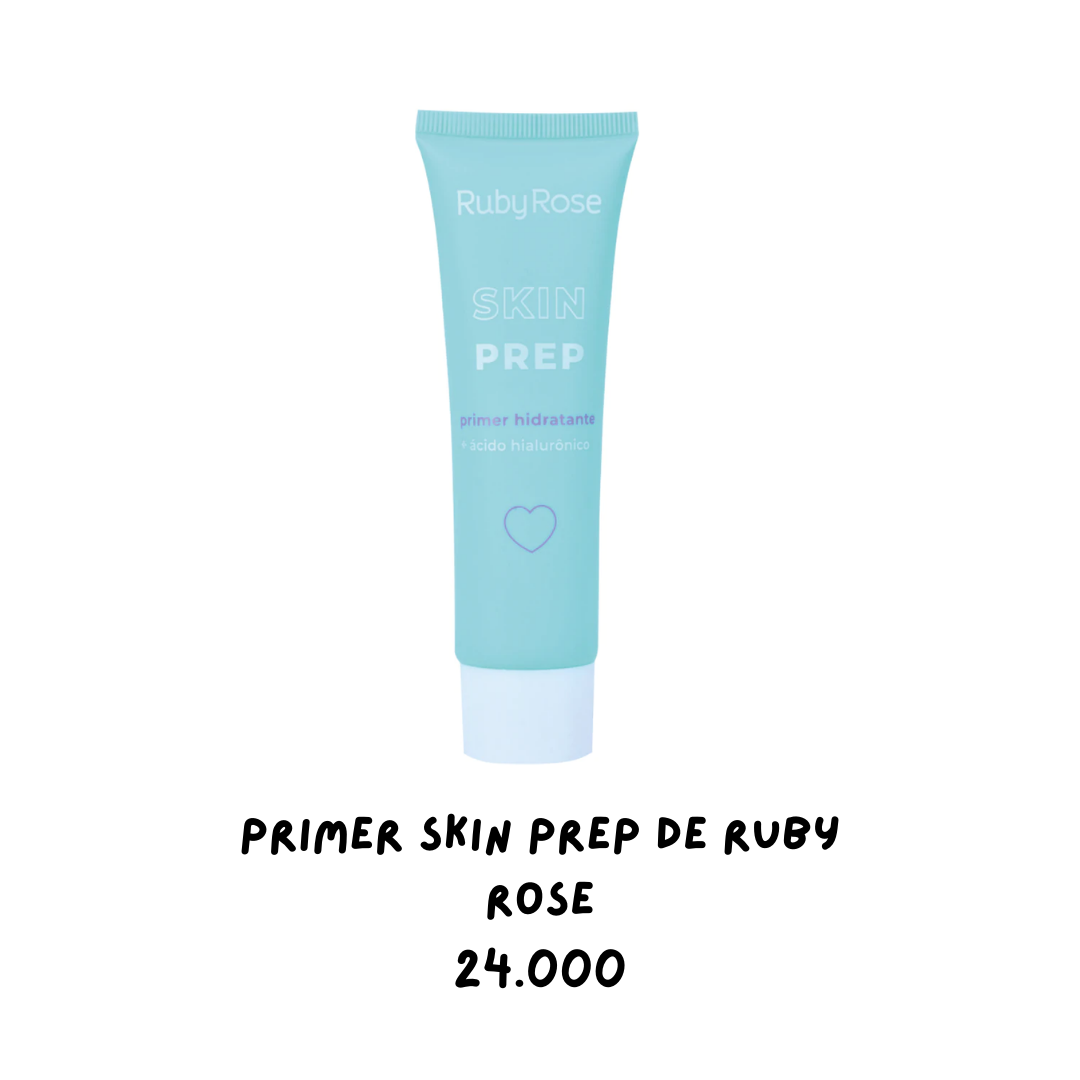 RubyRose
SKIN
PREP
primer hidratante
+ ácido hialurônico
PRIMER SKIN PREP DE RUBY
ROSE
24.000